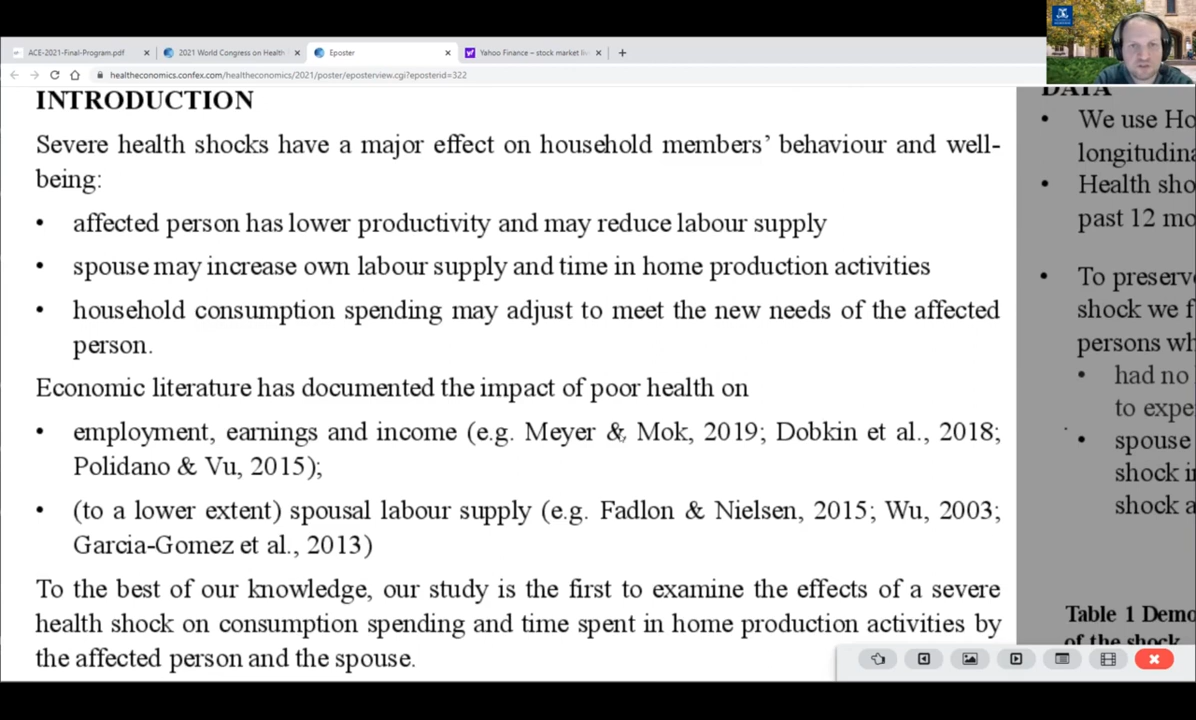 ACE-2021-Final-Program.pdf
2021 World Congress on Health
Eposter
Yahoo Finance – stock market li
healtheconomics.confex.com/healtheconomics/2021/poster/eposterview.cgi?eposterid=322
INTRODUCTION
Severe health shocks have a major effect on household members’ behaviour and well-
being:
• affected person has lower productivity and may reduce labour supply
• spouse may increase own labour supply and time in home production activities
• household consumption spending may adjust to meet the new needs of the affected
person.
Economic literature has documented the impact of poor health on
• employment, earnings and income (e.g. Meyer & Mok, 2019; Dobkin et al., 2018;
Polidano & Vu, 2015);
• (to a lower extent) spousal labour supply (e.g. Fadlon & Nielsen, 2015; Wu, 2003;
Garcia-Gomez et al., 2013)
To the best of our knowledge, our study is the first to examine the effects of a severe
health shock on consumption spending and time spent in home production activities by
the affected person and the spouse.
DATA
• We use Ho
longitudina
• Health sho
past 12 mo
• To preserv
shock we f
persons wh
• had no
to expe
• spouse
shock i
shock a
Table 1 Demo
of the shock